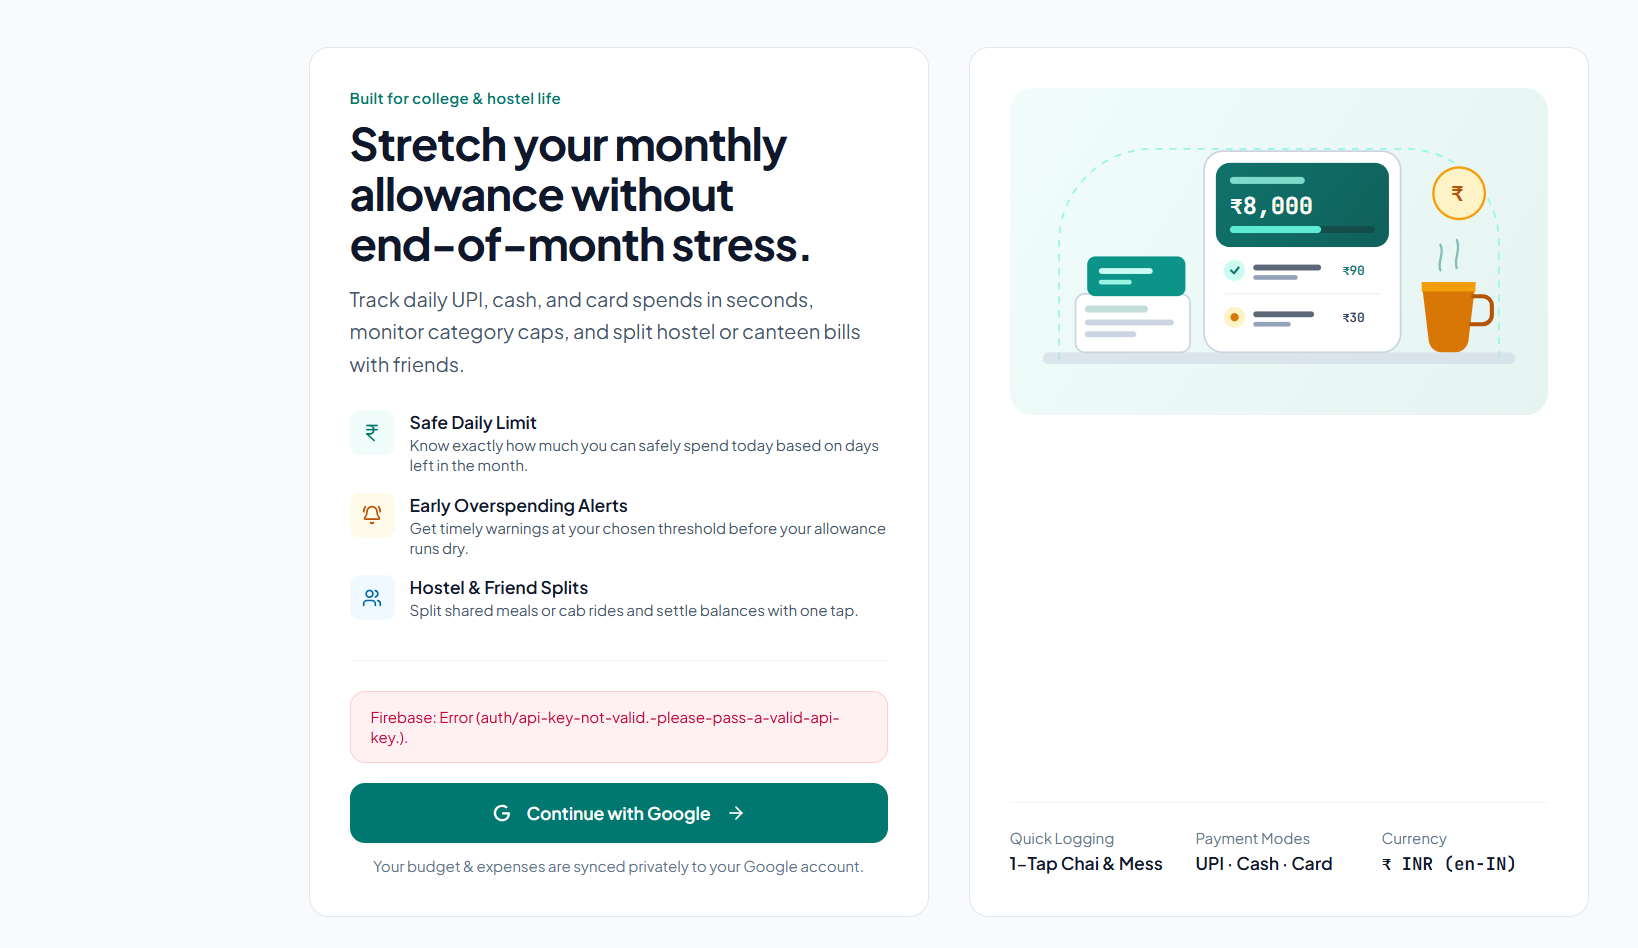 Built for college & hostel life
Stretch your monthly
allowance without
end-of-month stress.
Track daily UPI, cash, and card spends in seconds,
monitor category caps, and split hostel or canteen bills
with friends.
₹
Safe Daily Limit
Know exactly how much you can safely spend today based on days
left in the month.
Early Overspending Alerts
Get timely warnings at your chosen threshold before your allowance
runs dry.
Hostel & Friend Splits
Split shared meals or cab rides and settle balances with one tap.
Firebase: Error (auth/api-key-not-valid.-please-pass-a-valid-api-
key.).
G Continue with Google →
Your budget & expenses are synced privately to your Google account.
₹8,000
₹
₹90
₹30
Quick Logging
1-Tap Chai & Mess
Payment Modes
UPI · Cash · Card
Currency
₹ INR (en-IN)